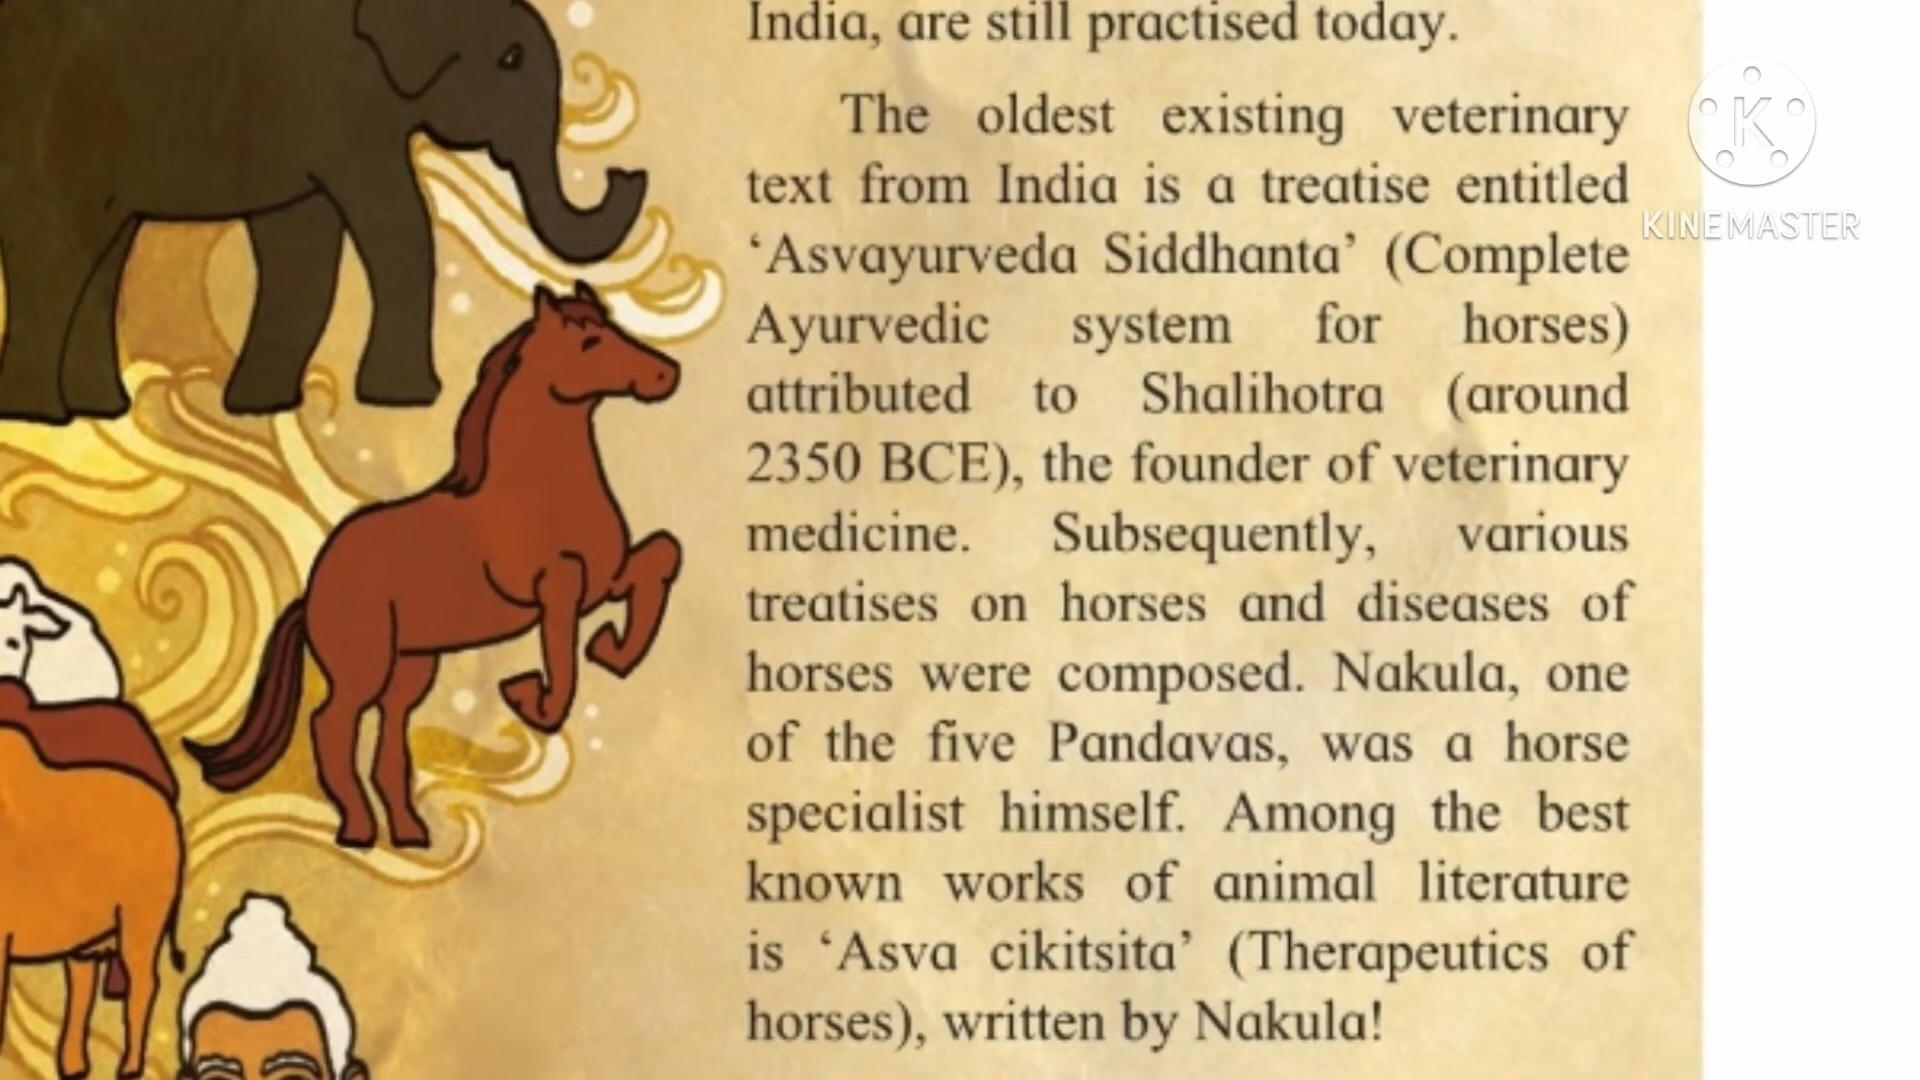 India, are still practised today.
The oldest existing veterinary
text from India is a treatise entitled
‘Asvayurveda Siddhanta’ (Complete
Ayurvedic system for horses)
attributed to Shalihotra (around
2350 BCE), the founder of veterinary
medicine. Subsequently, various
treatises on horses and diseases of
horses were composed. Nakula, one
of the five Pandavas, was a horse
specialist himself. Among the best
known works of animal literature
is ‘Asva cikitsita’ (Therapeutics of
horses), written by Nakula!
K
KINEMASTER